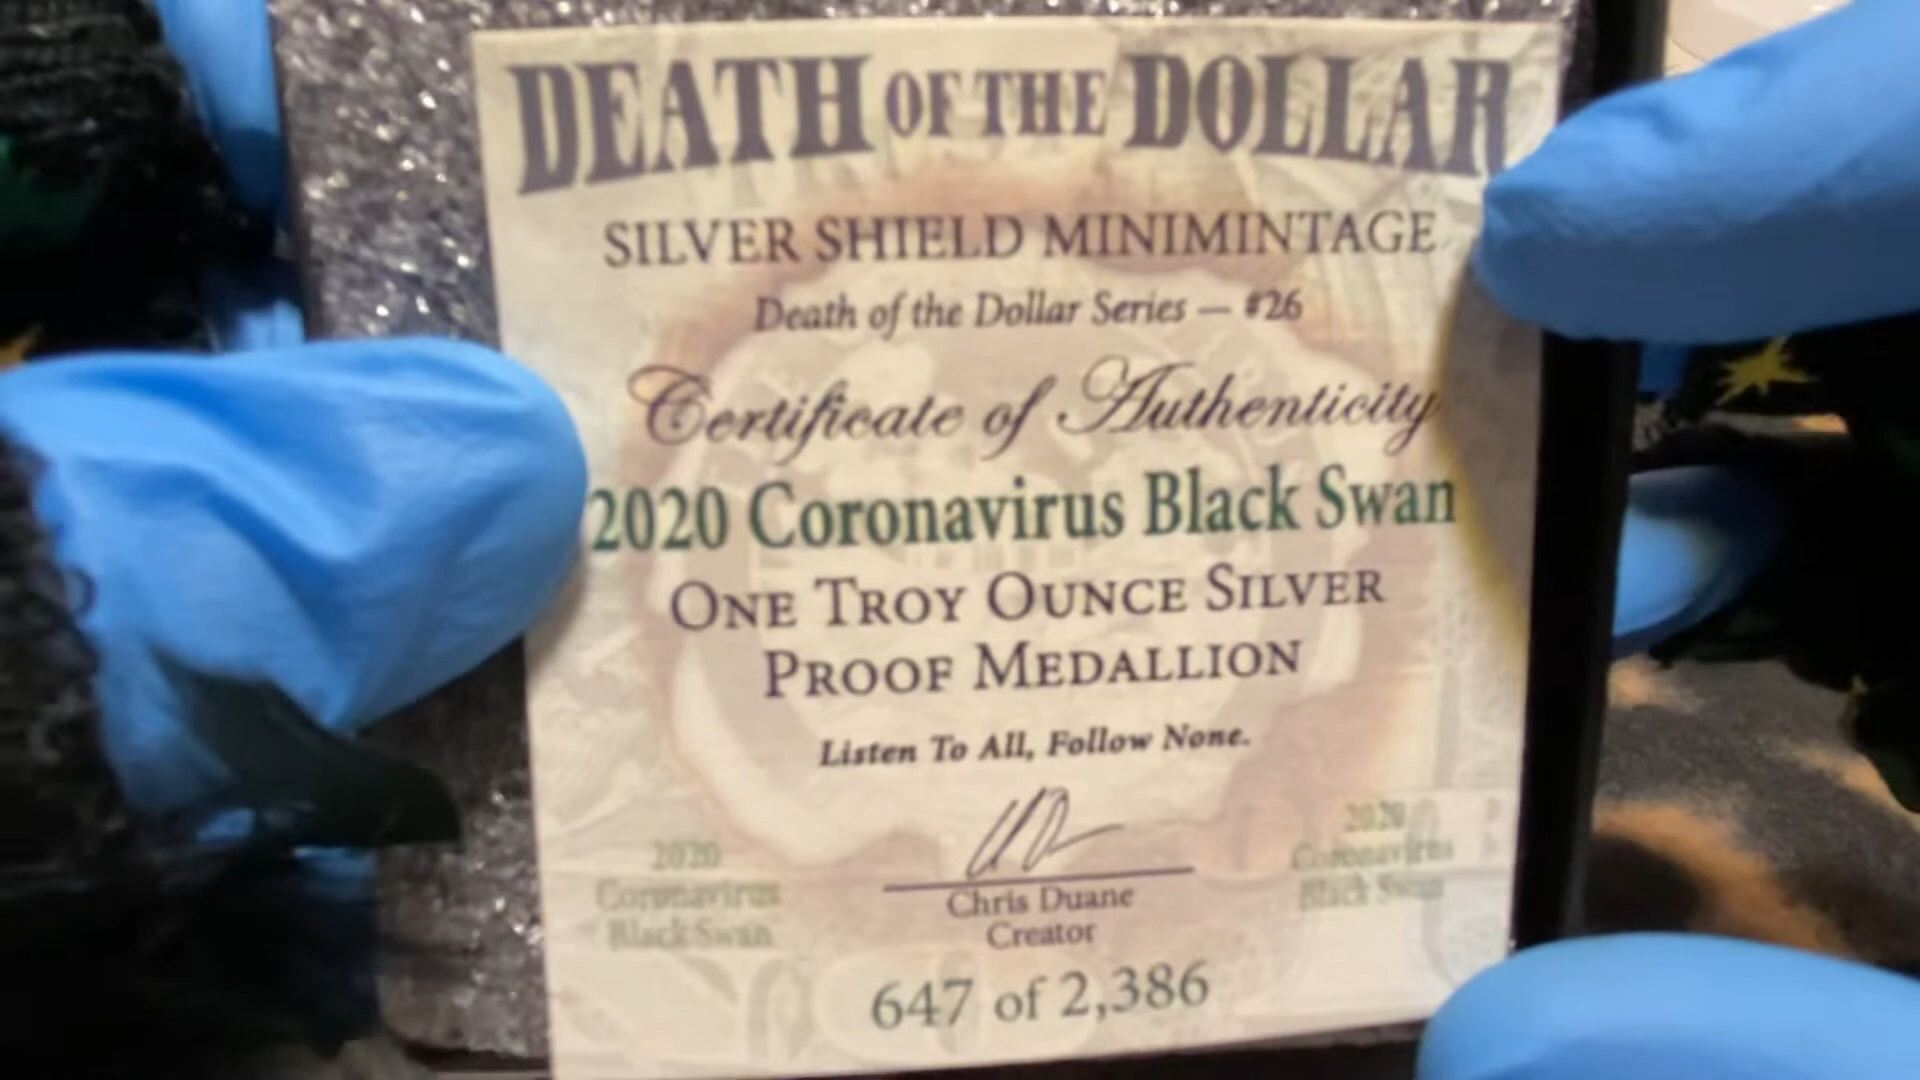 DEATH OF THE DOLLAR
SILVER SHIELD MINIMINTAGE
Death of the Dollar Series — #26
Certificate of Authenticity
2020 Coronavirus Black Swan
ONE TROY OUNCE SILVER
PROOF MEDALLION
Listen To All, Follow None.
2020
Coronavirus
Black Swan
Chris Duane
Creator
2020
Coronavirus
Black Swan
647 of 2,386